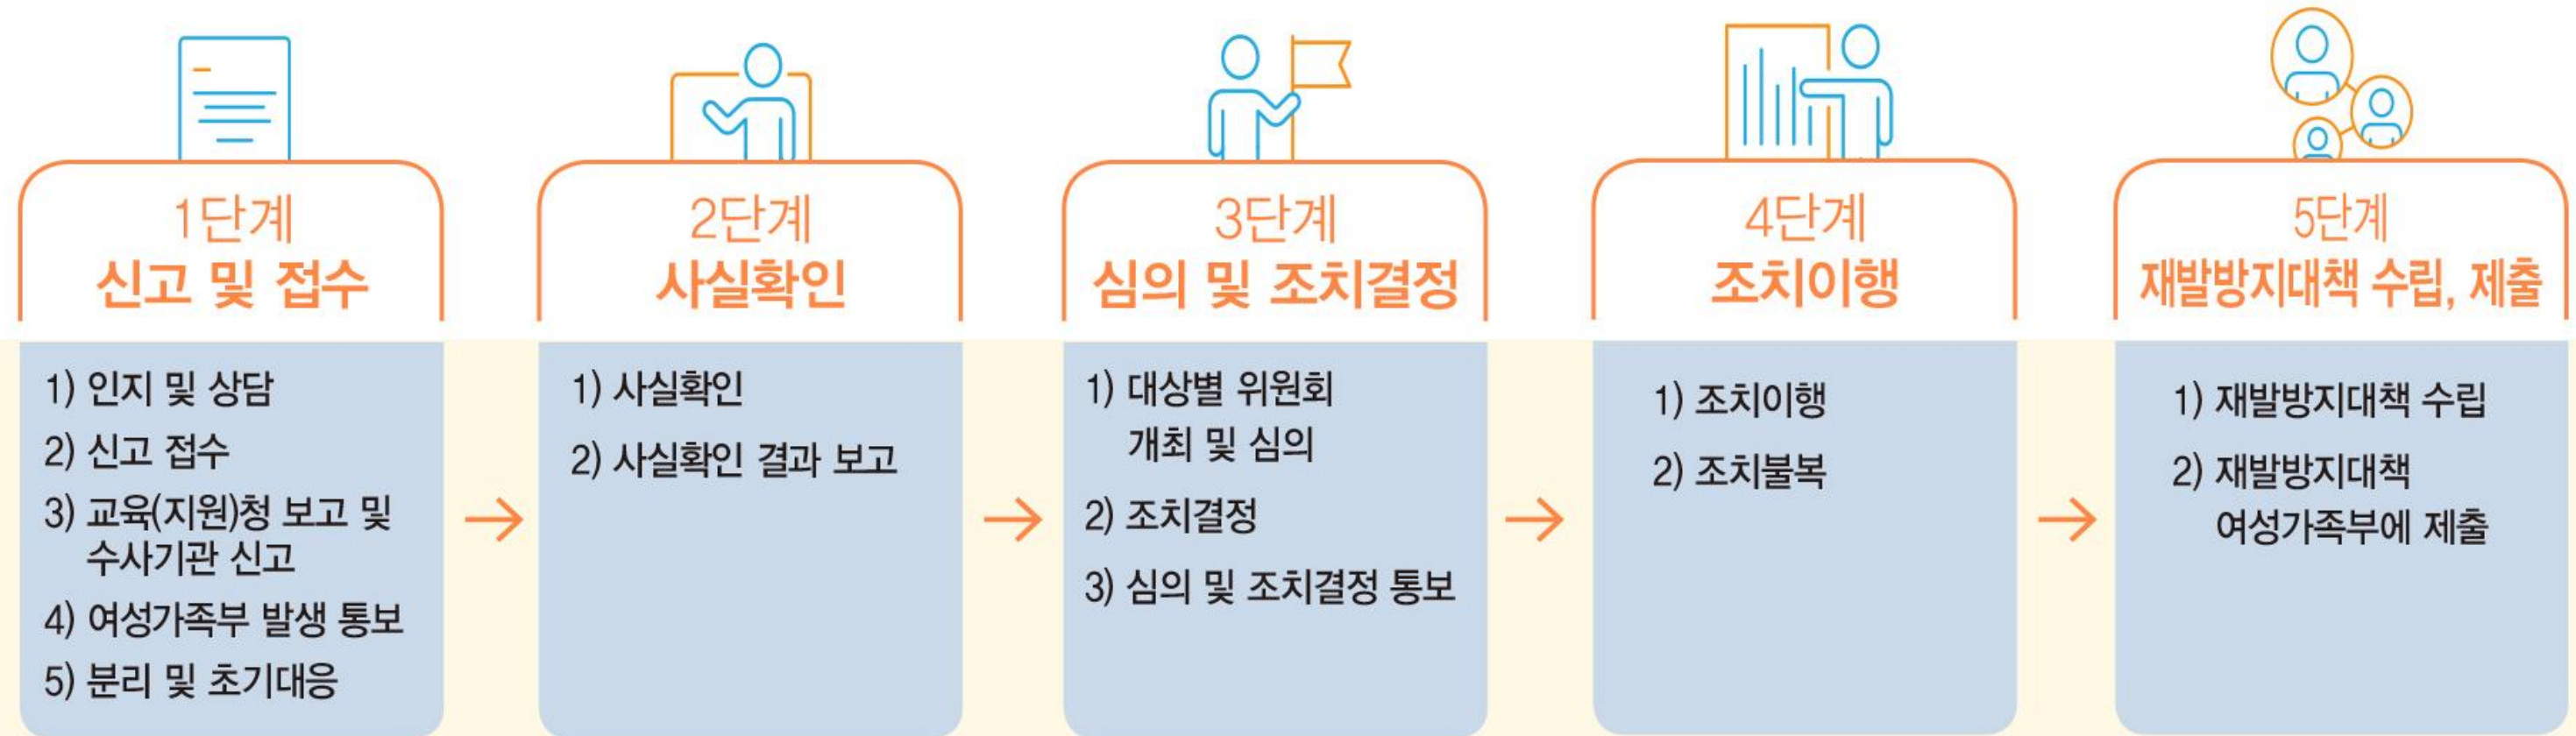 1단계
신고 및 접수
1) 인지 및 상담
2) 신고 접수
3) 교육(지원)청 보고 및
수사기관 신고
4) 여성가족부 발생 통보
5) 분리 및 초기대응
2단계
사실확인
1) 사실확인
2) 사실확인 결과 보고
3단계
심의 및 조치결정
1) 대상별 위원회
개최 및 심의
2) 조치결정
3) 심의 및 조치결정 통보
4단계
조치이행
1) 조치이행
2) 조치불복
5단계
재발방지대책 수립, 제출
1) 재발방지대책 수립
2) 재발방지대책
여성가족부에 제출